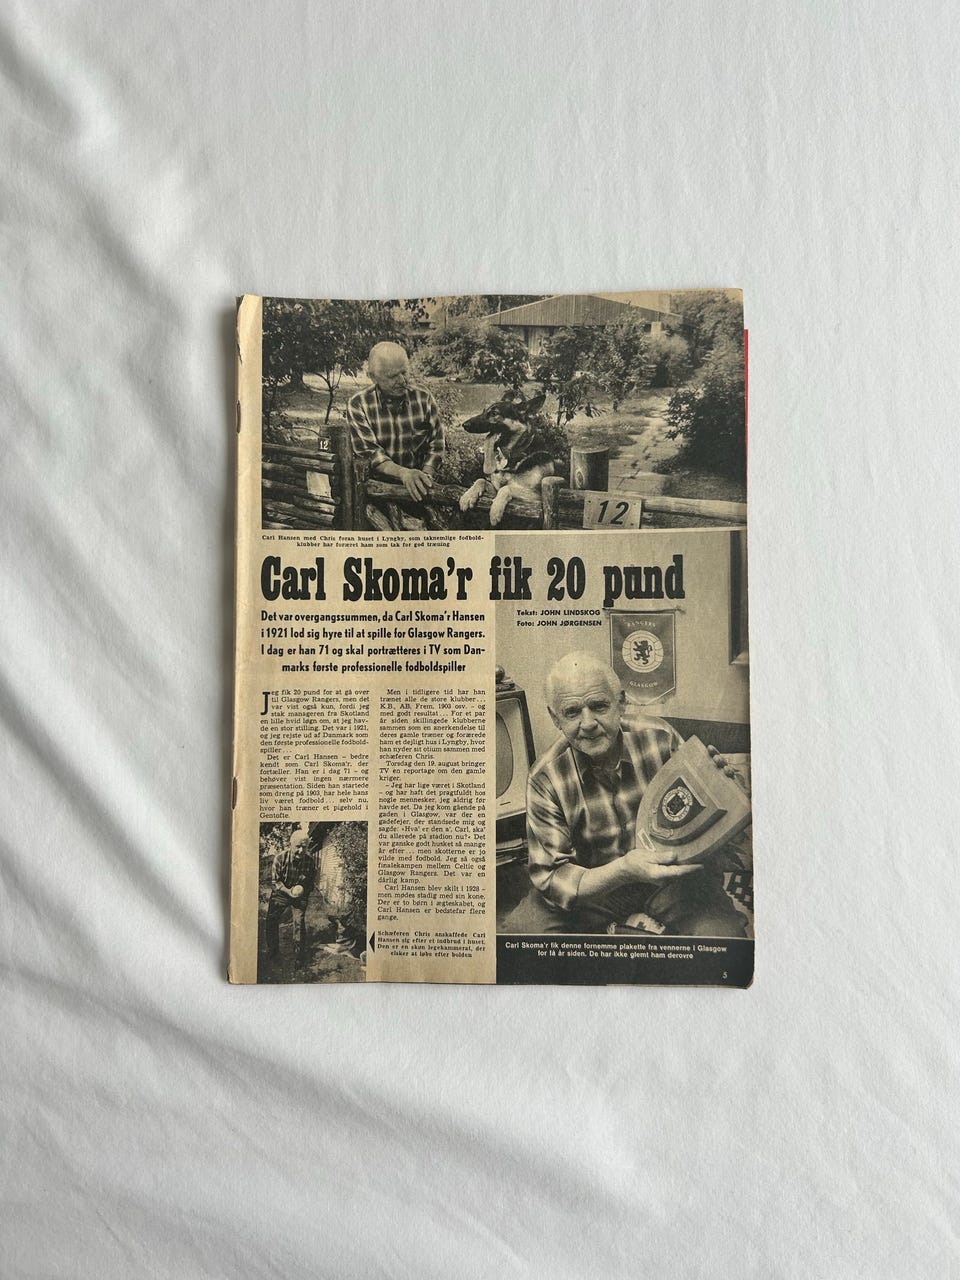 12
12
Carl Hansen med Chris foran huset i Lyngby, som taknemlige fodbold-
klubber har foræret ham som tak for god træning
Carl Skoma'r fik 20 pund
Det var overgangssummen, da Carl Skoma'r Hansen
i 1921 lod sig hyre til at spille for Glasgow Rangers.
I dag er han 71 og skal portrætteres i TV som Dan-
marks første professionelle fodboldspiller
Tekst: JOHN LINDSKOG
Foto: JOHN JØRGENSEN
RANGERS
GLASGOW
Jeg fik 20 pund for at gå over
til Glasgow Rangers, men det
var vist også kun, fordi jeg
stak manageren fra Skotland
en lille hvid løgn om, at jeg hav-
de en stor stilling. Det var i 1921,
og jeg rejste ud af Danmark som
den første professionelle fodbold-
spiller...
Det er Carl Hansen – bedre
kendt som Carl Skoma'r, der
fortæller. Han er i dag 71 – og
behøver vist ingen nærmere
præsentation. Siden han startede
som dreng på 1903, har hele hans
liv været fodbold... selv nu,
hvor han træner et pigehold i
Gentofte.
Men i tidligere tid har han
trænet alle de store klubber...
K.B., AB, Frem, 1903 osv. – og
med godt resultat... For et par
år siden skillingede klubberne
sammen som en anerkendelse til
deres gamle træner og forærede
ham et dejligt hus i Lyngby, hvor
han nyder sit otium sammen med
schæferen Chris.
Torsdag den 19. august bringer
TV en reportage om den gamle
kriger.
– Jeg har lige været i Skotland
– og har haft det pragtfuldt hos
nogle mennesker, jeg aldrig før
havde set. Da jeg kom gående på
gaden i Glasgow, var der en
gadefejer, der standsede mig og
sagde: »Hva' er den a', Carl, ska'
du allerede på stadion nu?« Det
var ganske godt husket så mange
år efter... men skotterne er jo
vilde med fodbold. Jeg så også
finalekampen mellem Celtic og
Glasgow Rangers. Det var en
dårlig kamp.
Carl Hansen blev skilt i 1928 –
men mødes stadig med sin kone.
Der er to børn i ægteskabet, og
Carl Hansen er bedstefar flere
gange.
Schæferen Chris anskaffede Carl
Hansen sig efter et indbrud i huset.
Den er en skøn legekammerat, der
elsker at løbe efter bolden
Carl Skoma'r fik denne fornemme plakette fra vennerne i Glasgow
for få år siden. De har ikke glemt ham derovre
5